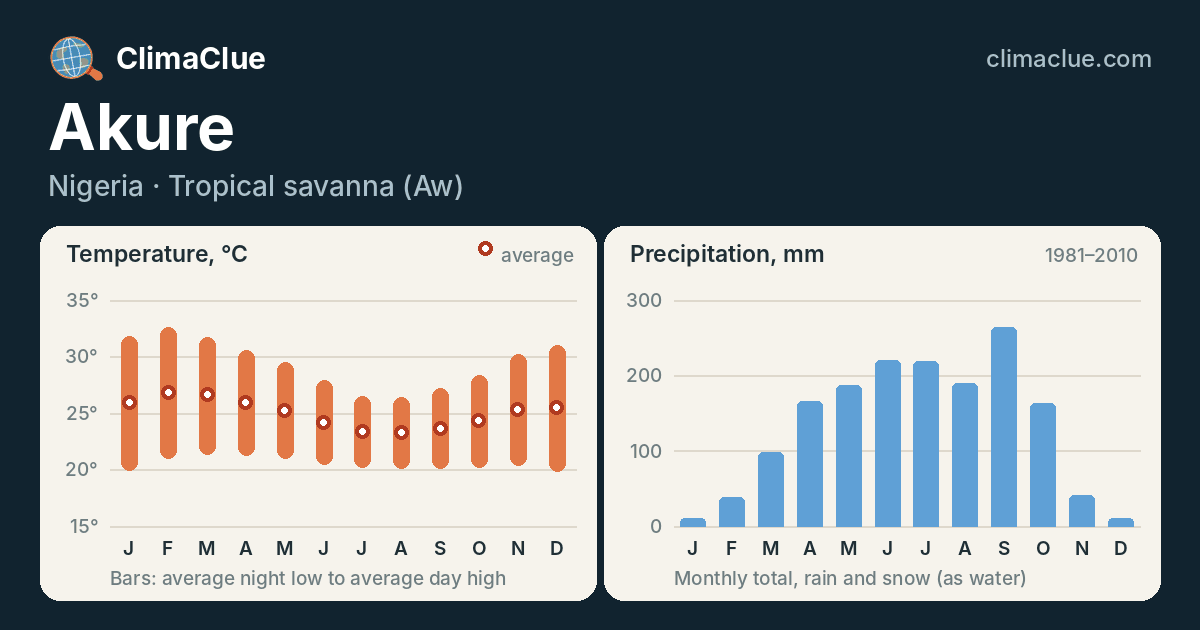 ClimaClue
climaclue.com
Akure
Nigeria · Tropical savanna (Aw)
Temperature, °C
average
35°
30°
25°
20°
15°
J F M A M J J A S O N D
Bars: average night low to average day high
Precipitation, mm
1981–2010
300
200
100
0
J F M A M J J A S O N D
Monthly total, rain and snow (as water)